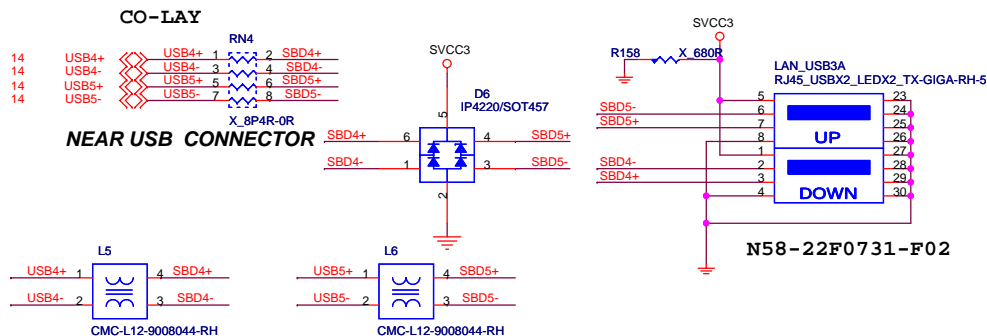 CO-LAY
RN4
14 USB4+ USB4+ 1 2 SBD4+
14 USB4- USB4- 3 4 SBD4-
14 USB5+ USB5+ 5 6 SBD5+
14 USB5- USB5- 7 8 SBD5-
X_8P4R-0R
NEAR USB CONNECTOR
SVCC3
D6
IP4220/SOT457
5
SBD4+ 6 4 SBD5+
SBD4- 1 3 SBD5-
2
SVCC3
R158 X_680R
LAN_USB3A
RJ45_USBX2_LEDX2_TX-GIGA-RH-5
5 23
SBD5- 6 24
SBD5+ 7 25
8 UP 26
1 27
SBD4- 2 28
SBD4+ 3 29
4 DOWN 30
N58-22F0731-F02
L5
USB4+ 1 4 SBD4+
USB4- 2 3 SBD4-
CMC-L12-9008044-RH
L6
USB5+ 1 4 SBD5+
USB5- 2 3 SBD5-
CMC-L12-9008044-RH